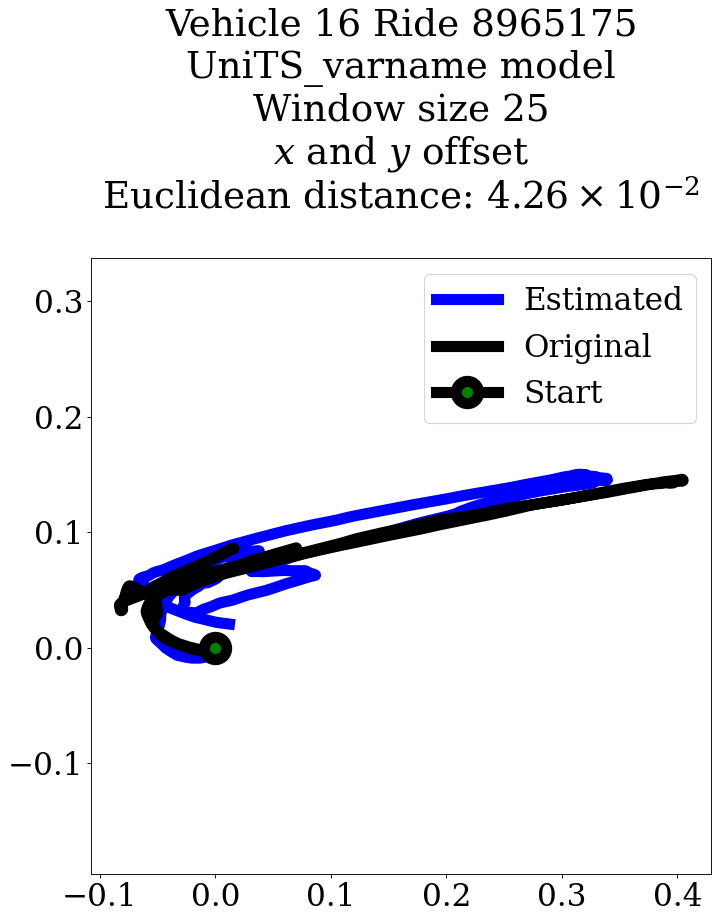 Vehicle 16 Ride 8965175
UniTS_varname model
Window size 25
x and y offset
Euclidean distance: 4.26 × 10⁻²
Estimated
Original
Start
0.3
0.2
0.1
0.0
−0.1
−0.1 0.0 0.1 0.2 0.3 0.4